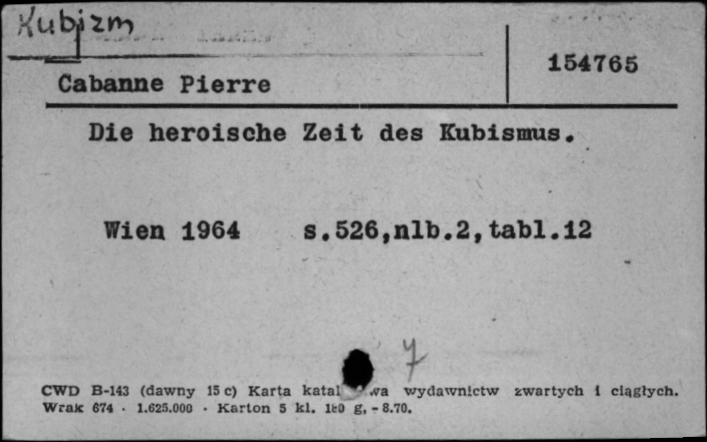 Kubizm
154765
Cabanne Pierre
Die heroische Zeit des Kubismus.
Wien 1964 s.526,nlb.2,tabl.12
7
CWD B-143 (dawny 15 c) Karta katal wa wydawnictw zwartych i ciągłych.
Wrak 674 · 1.625.000 · Karton 5 kl. 180 g, - 8.70.